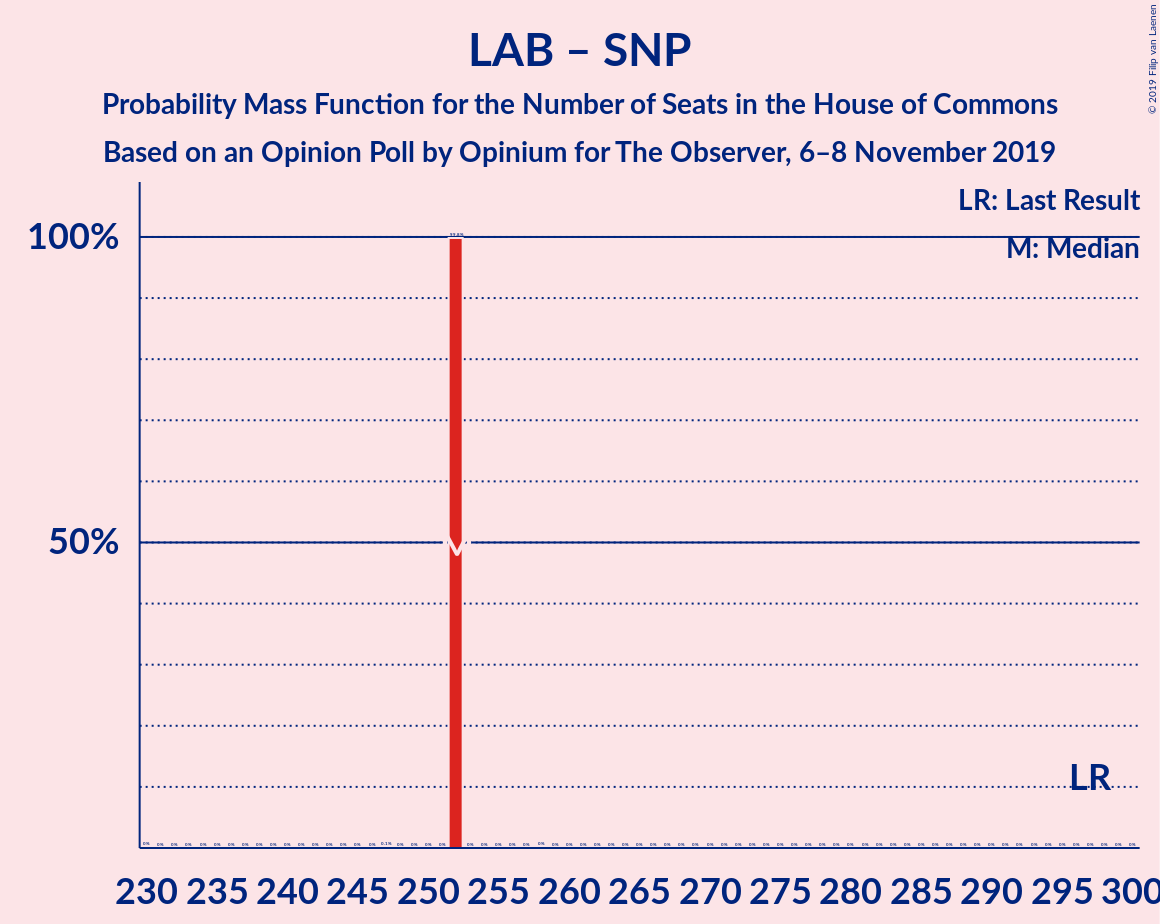 LAB – SNP
Probability Mass Function for the Number of Seats in the House of Commons
Based on an Opinion Poll by Opinium for The Observer, 6–8 November 2019
© 2019 Filip van Laenen
LR: Last Result
M: Median
100%
50%
M
LR
230 235 240 245 250 255 260 265 270 275 280 285 290 295 300